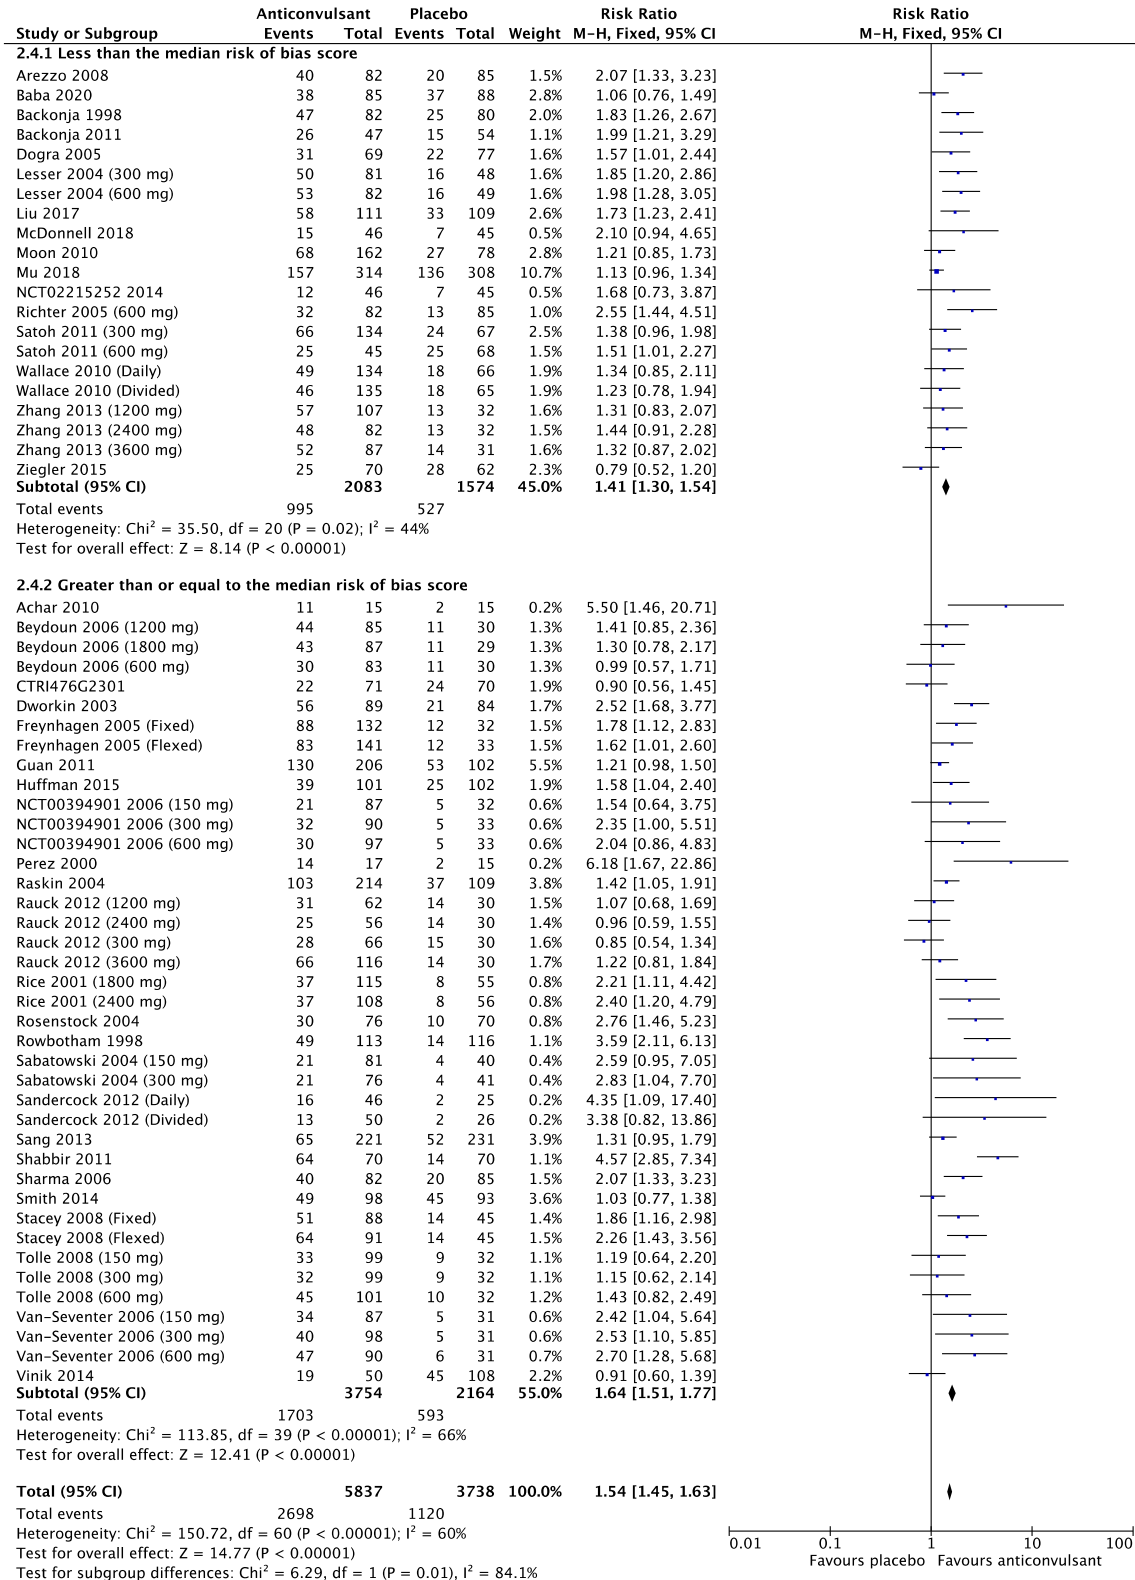 Anticonvulsant Placebo Risk Ratio Risk Ratio
Study or Subgroup Events Total Events Total Weight M-H, Fixed, 95% CI M-H, Fixed, 95% CI
2.4.1 Less than the median risk of bias score
Arezzo 2008 40 82 20 85 1.5% 2.07 [1.33, 3.23]
Baba 2020 38 85 37 88 2.8% 1.06 [0.76, 1.49]
Backonja 1998 47 82 25 80 2.0% 1.83 [1.26, 2.67]
Backonja 2011 26 47 15 54 1.1% 1.99 [1.21, 3.29]
Dogra 2005 31 69 22 77 1.6% 1.57 [1.01, 2.44]
Lesser 2004 (300 mg) 50 81 16 48 1.6% 1.85 [1.20, 2.86]
Lesser 2004 (600 mg) 53 82 16 49 1.6% 1.98 [1.28, 3.05]
Liu 2017 58 111 33 109 2.6% 1.73 [1.23, 2.41]
McDonnell 2018 15 46 7 45 0.5% 2.10 [0.94, 4.65]
Moon 2010 68 162 27 78 2.8% 1.21 [0.85, 1.73]
Mu 2018 157 314 136 308 10.7% 1.13 [0.96, 1.34]
NCT02215252 2014 12 46 7 45 0.5% 1.68 [0.73, 3.87]
Richter 2005 (600 mg) 32 82 13 85 1.0% 2.55 [1.44, 4.51]
Satoh 2011 (300 mg) 66 134 24 67 2.5% 1.38 [0.96, 1.98]
Satoh 2011 (600 mg) 25 45 25 68 1.5% 1.51 [1.01, 2.27]
Wallace 2010 (Daily) 49 134 18 66 1.9% 1.34 [0.85, 2.11]
Wallace 2010 (Divided) 46 135 18 65 1.9% 1.23 [0.78, 1.94]
Zhang 2013 (1200 mg) 57 107 13 32 1.6% 1.31 [0.83, 2.07]
Zhang 2013 (2400 mg) 48 82 13 32 1.5% 1.44 [0.91, 2.28]
Zhang 2013 (3600 mg) 52 87 14 31 1.6% 1.32 [0.87, 2.02]
Ziegler 2015 25 70 28 62 2.3% 0.79 [0.52, 1.20]
Subtotal (95% CI) 2083 1574 45.0% 1.41 [1.30, 1.54]
Total events 995 527
Heterogeneity: Chi² = 35.50, df = 20 (P = 0.02); I² = 44%
Test for overall effect: Z = 8.14 (P < 0.00001)
2.4.2 Greater than or equal to the median risk of bias score
Achar 2010 11 15 2 15 0.2% 5.50 [1.46, 20.71]
Beydoun 2006 (1200 mg) 44 85 11 30 1.3% 1.41 [0.85, 2.36]
Beydoun 2006 (1800 mg) 43 87 11 29 1.3% 1.30 [0.78, 2.17]
Beydoun 2006 (600 mg) 30 83 11 30 1.3% 0.99 [0.57, 1.71]
CTRI476G2301 22 71 24 70 1.9% 0.90 [0.56, 1.45]
Dworkin 2003 56 89 21 84 1.7% 2.52 [1.68, 3.77]
Freynhagen 2005 (Fixed) 88 132 12 32 1.5% 1.78 [1.12, 2.83]
Freynhagen 2005 (Flexed) 83 141 12 33 1.5% 1.62 [1.01, 2.60]
Guan 2011 130 206 53 102 5.5% 1.21 [0.98, 1.50]
Huffman 2015 39 101 25 102 1.9% 1.58 [1.04, 2.40]
NCT00394901 2006 (150 mg) 21 87 5 32 0.6% 1.54 [0.64, 3.75]
NCT00394901 2006 (300 mg) 32 90 5 33 0.6% 2.35 [1.00, 5.51]
NCT00394901 2006 (600 mg) 30 97 5 33 0.6% 2.04 [0.86, 4.83]
Perez 2000 14 17 2 15 0.2% 6.18 [1.67, 22.86]
Raskin 2004 103 214 37 109 3.8% 1.42 [1.05, 1.91]
Rauck 2012 (1200 mg) 31 62 14 30 1.5% 1.07 [0.68, 1.69]
Rauck 2012 (2400 mg) 25 56 14 30 1.4% 0.96 [0.59, 1.55]
Rauck 2012 (300 mg) 28 66 15 30 1.6% 0.85 [0.54, 1.34]
Rauck 2012 (3600 mg) 66 116 14 30 1.7% 1.22 [0.81, 1.84]
Rice 2001 (1800 mg) 37 115 8 55 0.8% 2.21 [1.11, 4.42]
Rice 2001 (2400 mg) 37 108 8 56 0.8% 2.40 [1.20, 4.79]
Rosenstock 2004 30 76 10 70 0.8% 2.76 [1.46, 5.23]
Rowbotham 1998 49 113 14 116 1.1% 3.59 [2.11, 6.13]
Sabatowski 2004 (150 mg) 21 81 4 40 0.4% 2.59 [0.95, 7.05]
Sabatowski 2004 (300 mg) 21 76 4 41 0.4% 2.83 [1.04, 7.70]
Sandercock 2012 (Daily) 16 46 2 25 0.2% 4.35 [1.09, 17.40]
Sandercock 2012 (Divided) 13 50 2 26 0.2% 3.38 [0.82, 13.86]
Sang 2013 65 221 52 231 3.9% 1.31 [0.95, 1.79]
Shabbir 2011 64 70 14 70 1.1% 4.57 [2.85, 7.34]
Sharma 2006 40 82 20 85 1.5% 2.07 [1.33, 3.23]
Smith 2014 49 98 45 93 3.6% 1.03 [0.77, 1.38]
Stacey 2008 (Fixed) 51 88 14 45 1.4% 1.86 [1.16, 2.98]
Stacey 2008 (Flexed) 64 91 14 45 1.5% 2.26 [1.43, 3.56]
Tolle 2008 (150 mg) 33 99 9 32 1.1% 1.19 [0.64, 2.20]
Tolle 2008 (300 mg) 32 99 9 32 1.1% 1.15 [0.62, 2.14]
Tolle 2008 (600 mg) 45 101 10 32 1.2% 1.43 [0.82, 2.49]
Van-Seventer 2006 (150 mg) 34 87 5 31 0.6% 2.42 [1.04, 5.64]
Van-Seventer 2006 (300 mg) 40 98 5 31 0.6% 2.53 [1.10, 5.85]
Van-Seventer 2006 (600 mg) 47 90 6 31 0.7% 2.70 [1.28, 5.68]
Vinik 2014 19 50 45 108 2.2% 0.91 [0.60, 1.39]
Subtotal (95% CI) 3754 2164 55.0% 1.64 [1.51, 1.77]
Total events 1703 593
Heterogeneity: Chi² = 113.85, df = 39 (P < 0.00001); I² = 66%
Test for overall effect: Z = 12.41 (P < 0.00001)
Total (95% CI) 5837 3738 100.0% 1.54 [1.45, 1.63]
Total events 2698 1120
Heterogeneity: Chi² = 150.72, df = 60 (P < 0.00001); I² = 60%
Test for overall effect: Z = 14.77 (P < 0.00001)
Test for subgroup differences: Chi² = 6.29, df = 1 (P = 0.01), I² = 84.1%
0.01 0.1 1 10 100
Favours placebo Favours anticonvulsant